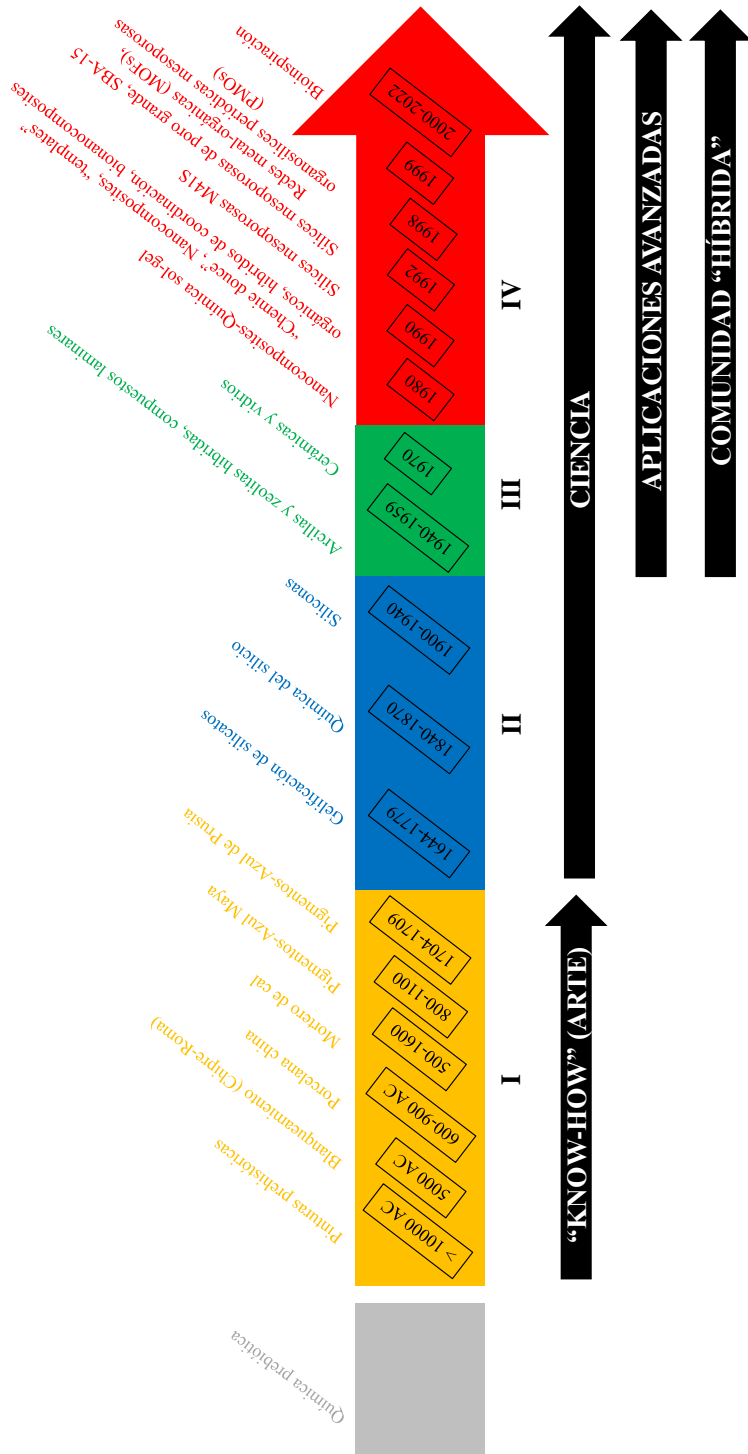 Química prebiótica
Pinturas prehistóricas
Blanqueamiento (Chipre-Roma)
Porcelana china
Mortero de cal
Pigmentos-Azul Maya
Pigmentos-Azul de Prusia
Gelificación de silicatos
Química del silicio
Siliconas
Arcillas y zeolitas híbridas, compuestos laminares
Cerámicas y vidrios
Nanocomposites-Química sol-gel
“Chemie douce”, Nanocomposites, “templates”
orgánicos, híbridos de coordinación, bionanocomposites
Sílices mesoporosas M41S
Sílices mesoporosas de poro grande, SBA-15
Redes metal-orgánicas (MOFs),
organosílices periódicas mesoporosas
(PMOs)
Bioinspiración
> 10000 AC
5000 AC
600-900 AC
500-1600
800-1100
1704-1709
1644-1779
1840-1870
1900-1940
1940-1959
1970
1980
1990
1992
1998
1999
2000-2022
I
II
III
IV
“KNOW-HOW” (ARTE)
CIENCIA
APLICACIONES AVANZADAS
COMUNIDAD “HÍBRIDA”